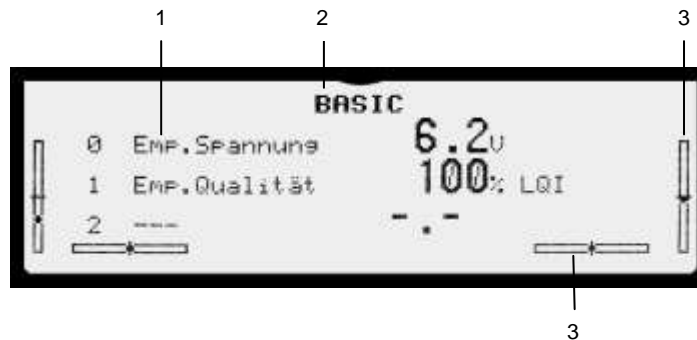 1 2 3
BASIC
0 Emp.Spannung 6.2V
1 Emp.Qualität 100% LQI
2 --- -.-
3